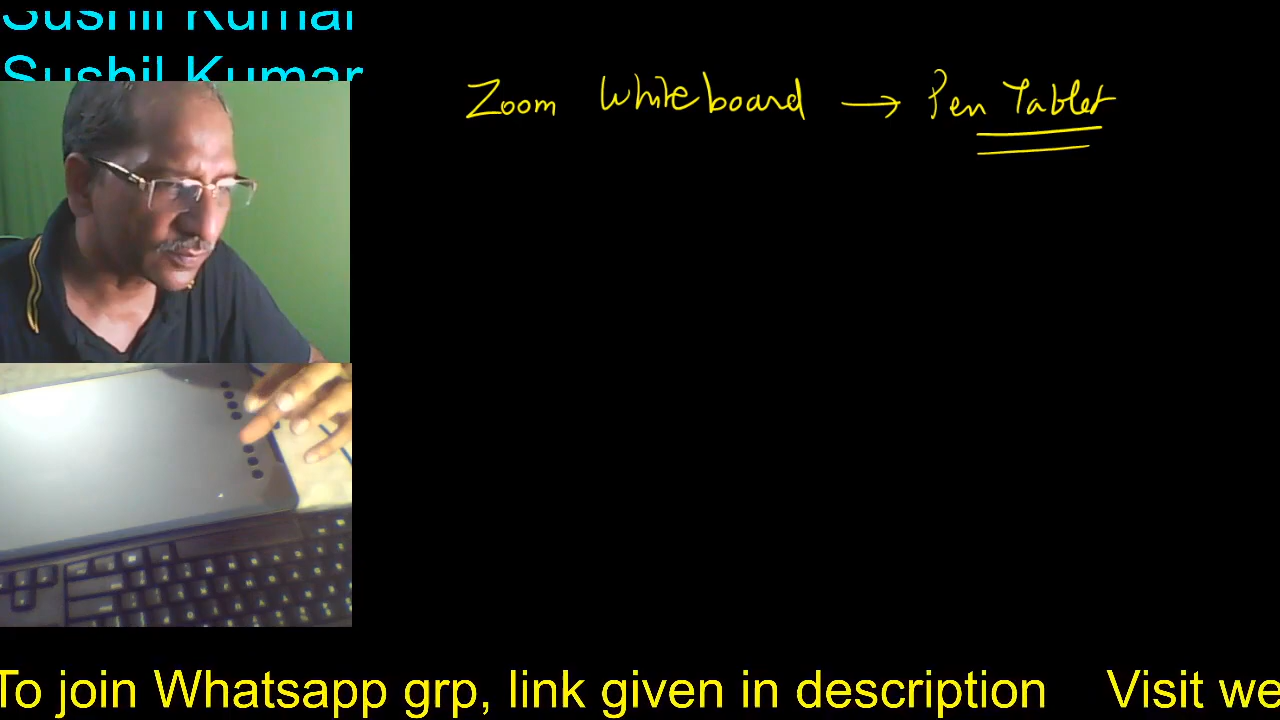 Sushil Kumar
Sushil Kumar
Zoom Whiteboard → Pen Tablet
To join Whatsapp grp, link given in description Visit we